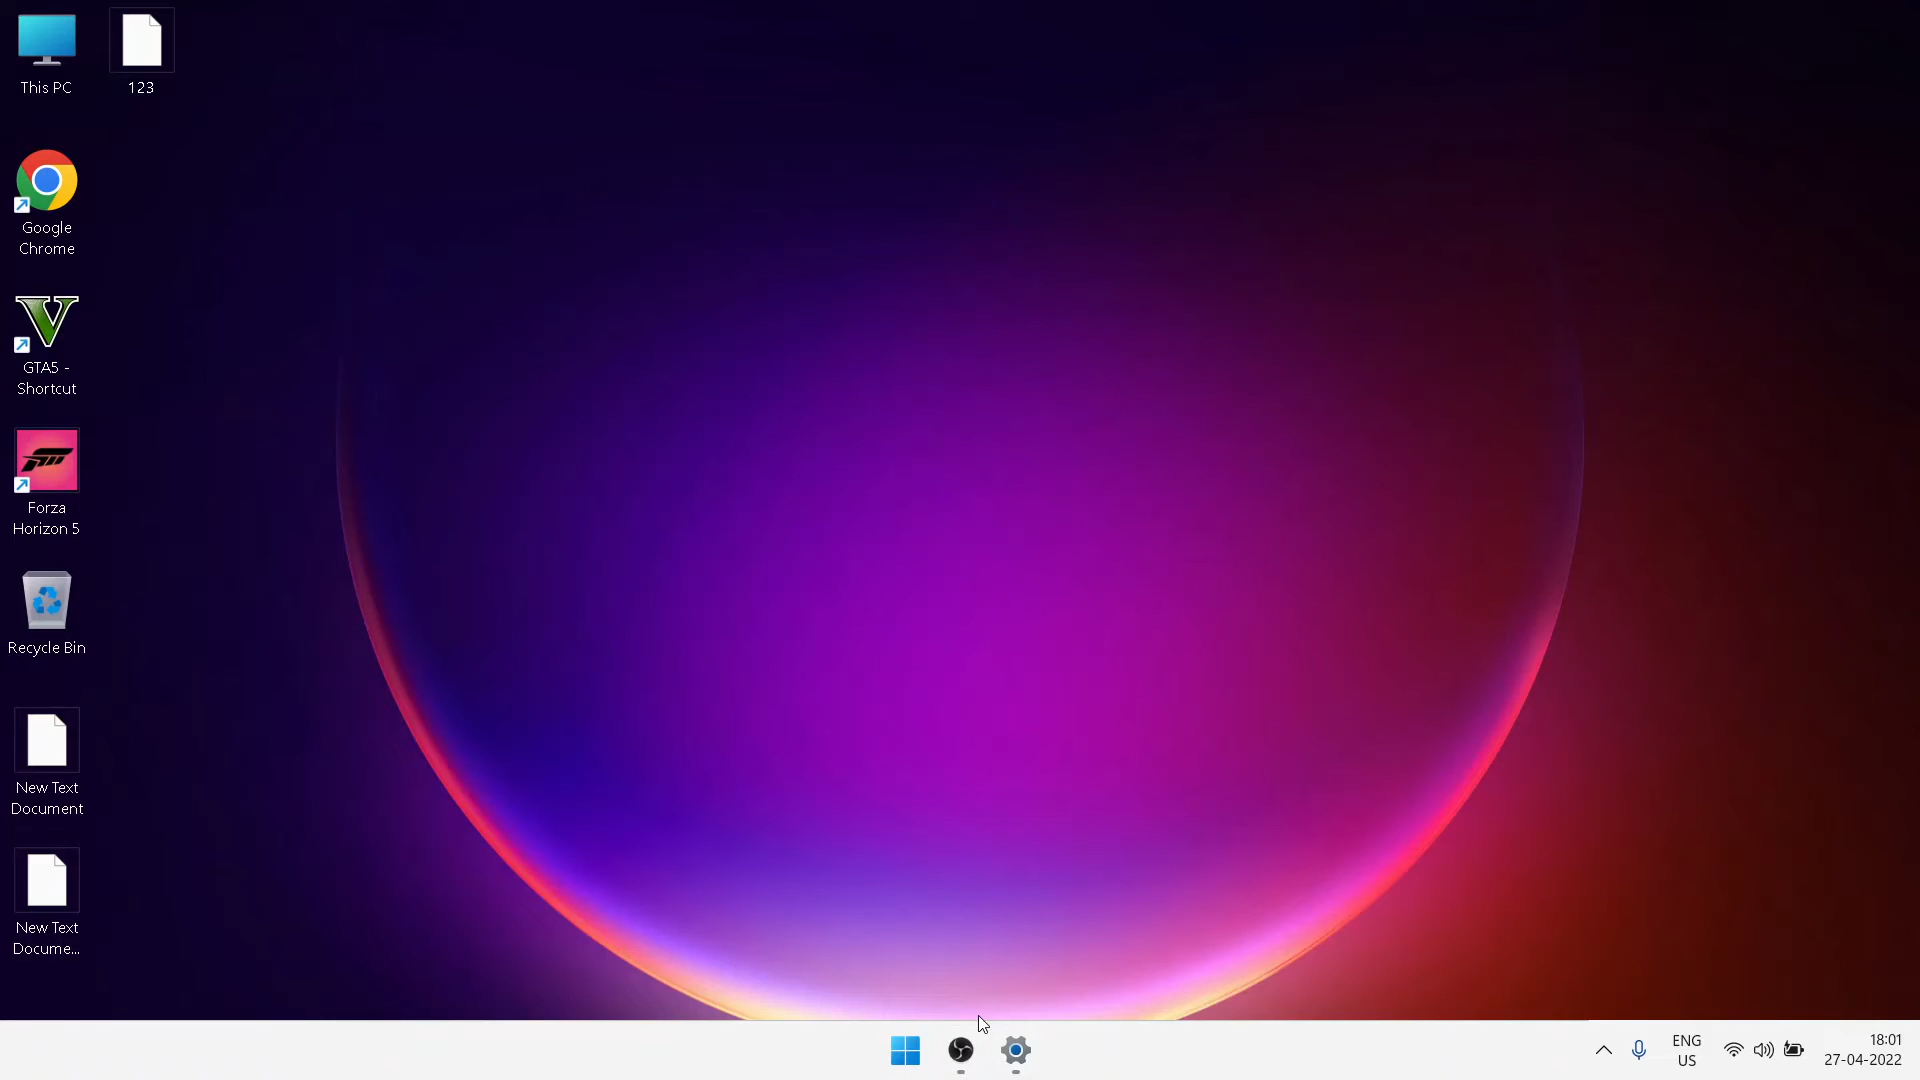 This PC
123
Google
Chrome
GTA5 -
Shortcut
Forza
Horizon 5
Recycle Bin
New Text
Document
New Text
Docume...
ENG
US
18:01
27-04-2022